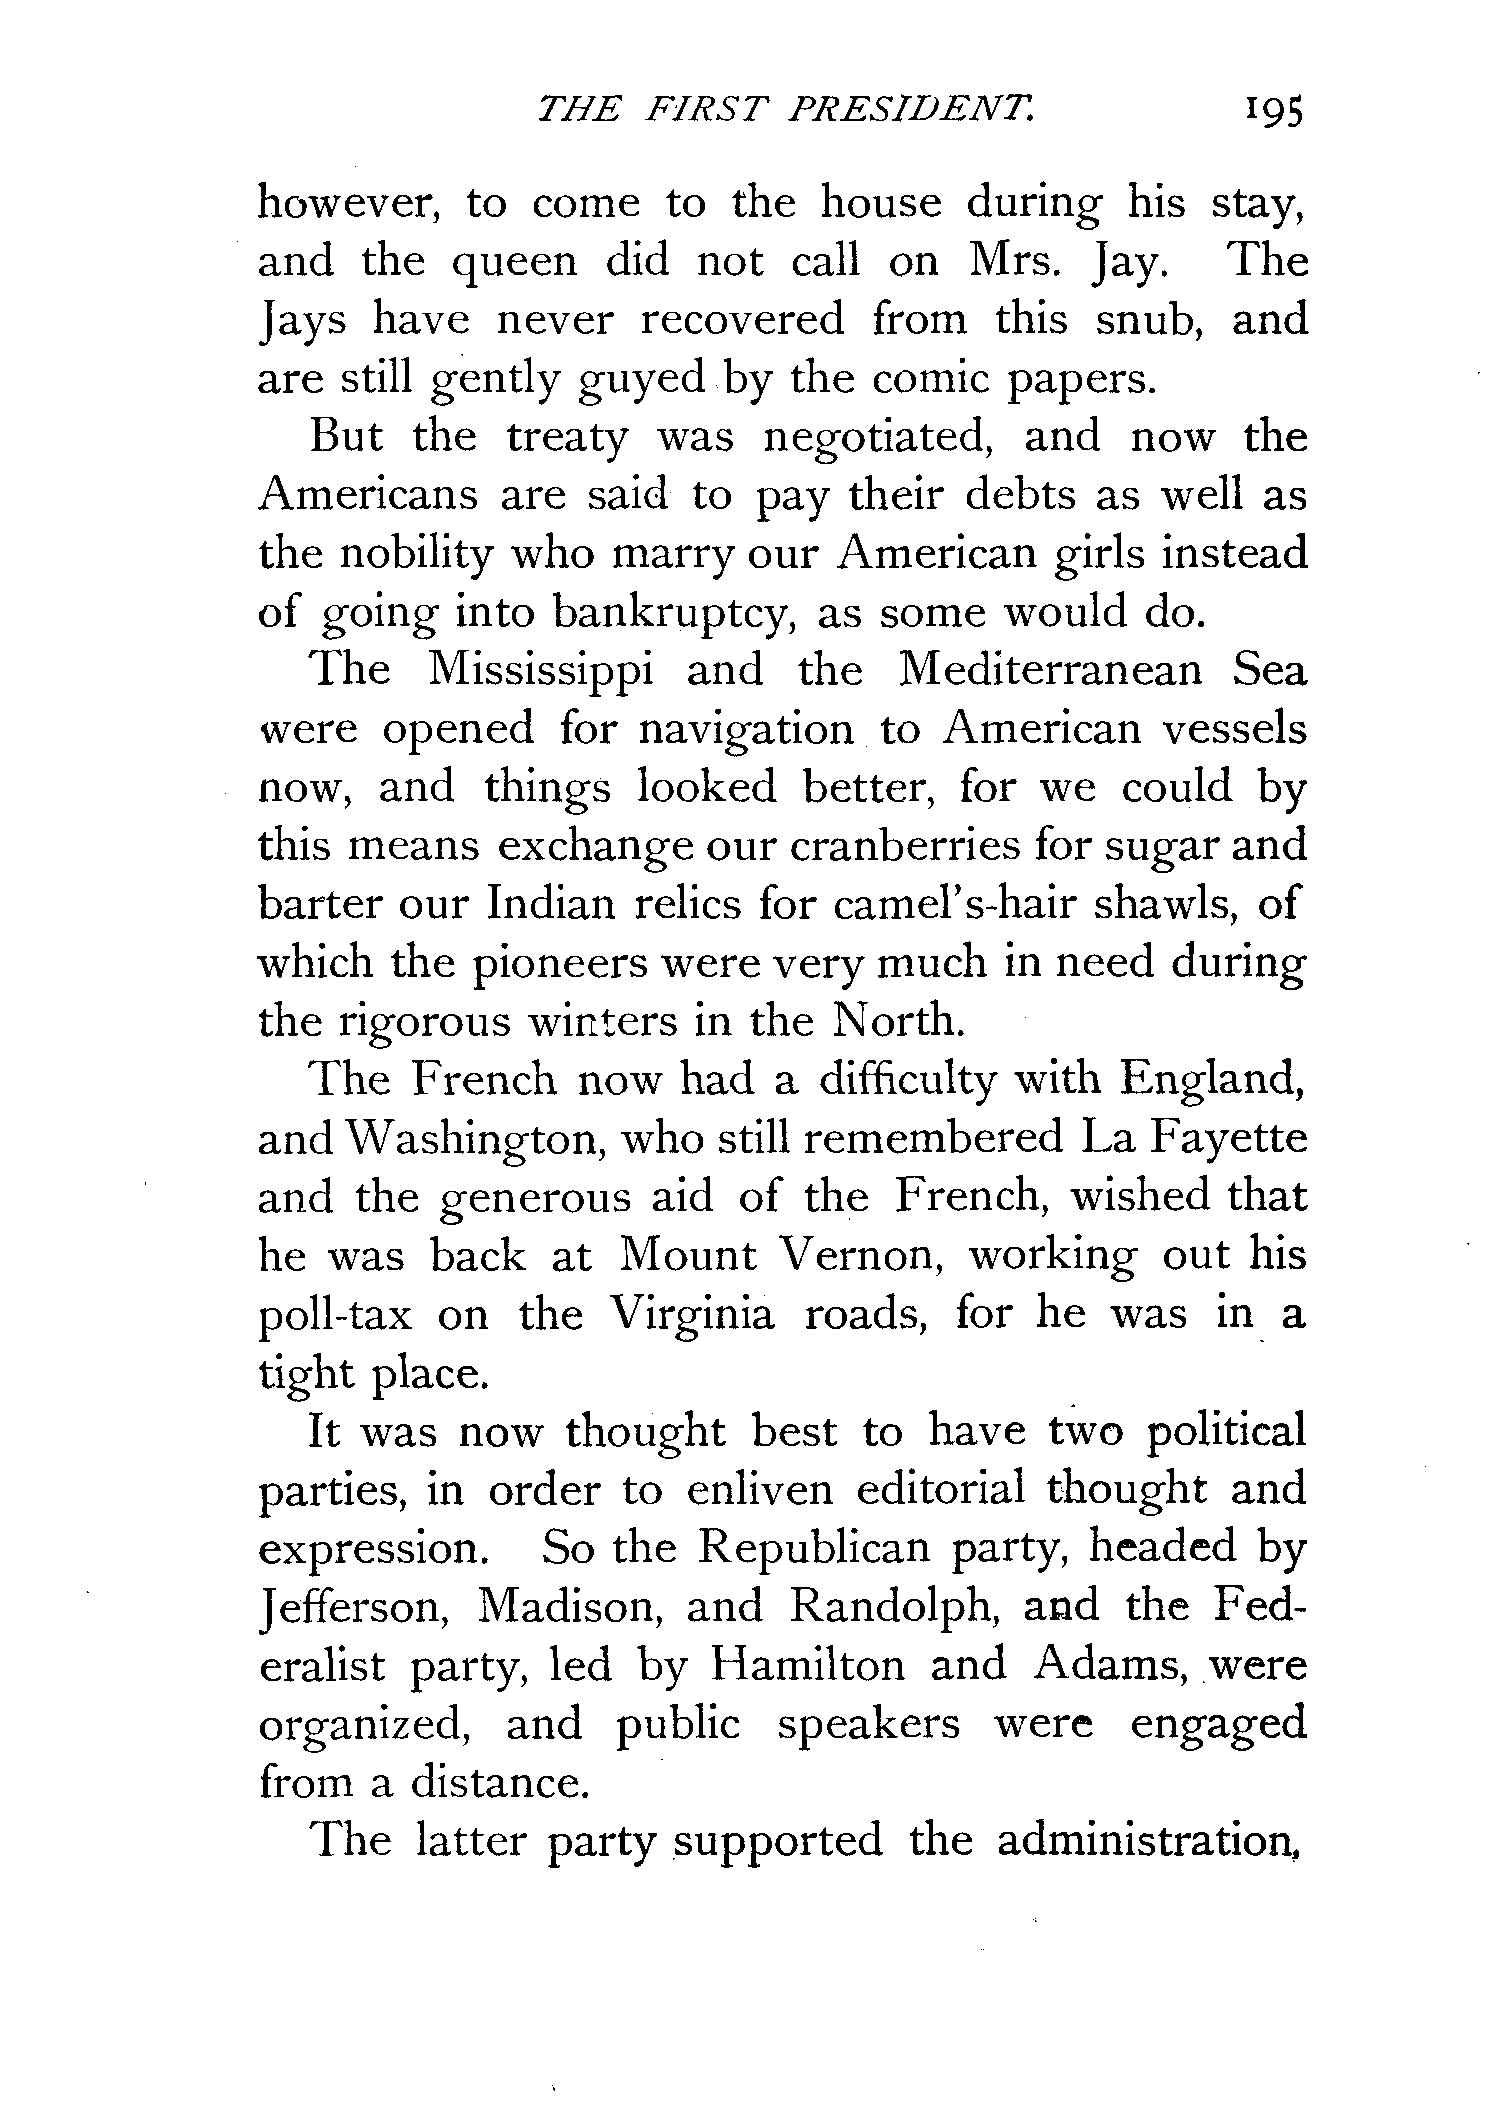 THE FIRST PRESIDENT. 195
however, to come to the house during his stay,
and the queen did not call on Mrs. Jay. The
Jays have never recovered from this snub, and
are still gently guyed by the comic papers.
But the treaty was negotiated, and now the
Americans are said to pay their debts as well as
the nobility who marry our American girls instead
of going into bankruptcy, as some would do.
The Mississippi and the Mediterranean Sea
were opened for navigation to American vessels
now, and things looked better, for we could by
this means exchange our cranberries for sugar and
barter our Indian relics for camel's-hair shawls, of
which the pioneers were very much in need during
the rigorous winters in the North.
The French now had a difficulty with England,
and Washington, who still remembered La Fayette
and the generous aid of the French, wished that
he was back at Mount Vernon, working out his
poll-tax on the Virginia roads, for he was in a
tight place.
It was now thought best to have two political
parties, in order to enliven editorial thought and
expression. So the Republican party, headed by
Jefferson, Madison, and Randolph, and the Fed-
eralist party, led by Hamilton and Adams, were
organized, and public speakers were engaged
from a distance.
The latter party supported the administration,